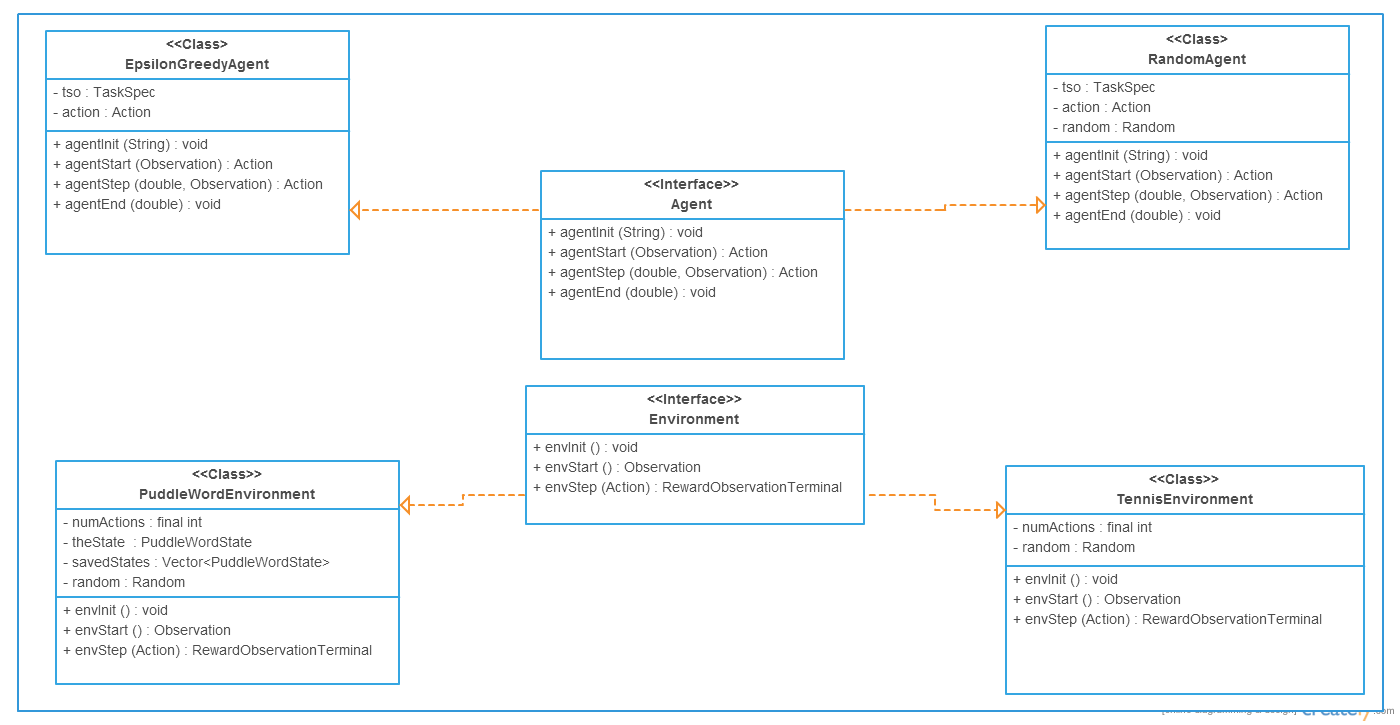 <<Class>
EpsilonGreedyAgent
- tso : TaskSpec
- action : Action
+ agentInit (String) : void
+ agentStart (Observation) : Action
+ agentStep (double, Observation) : Action
+ agentEnd (double) : void
<<Class>
RandomAgent
- tso : TaskSpec
- action : Action
- random : Random
+ agentInit (String) : void
+ agentStart (Observation) : Action
+ agentStep (double, Observation) : Action
+ agentEnd (double) : void
<<Interface>>
Agent
+ agentInit (String) : void
+ agentStart (Observation) : Action
+ agentStep (double, Observation) : Action
+ agentEnd (double) : void
<<Interface>>
Environment
+ envInit () : void
+ envStart () : Observation
+ envStep (Action) : RewardObservationTerminal
<<Class>>
PuddleWordEnvironment
- numActions : final int
- theState  : PuddleWordState
- savedStates : Vector<PuddleWordState>
- random : Random
+ envInit () : void
+ envStart () : Observation
+ envStep (Action) : RewardObservationTerminal
<<Class>>
TennisEnvironment
- numActions : final int
- random : Random
+ envInit () : void
+ envStart () : Observation
+ envStep (Action) : RewardObservationTerminal